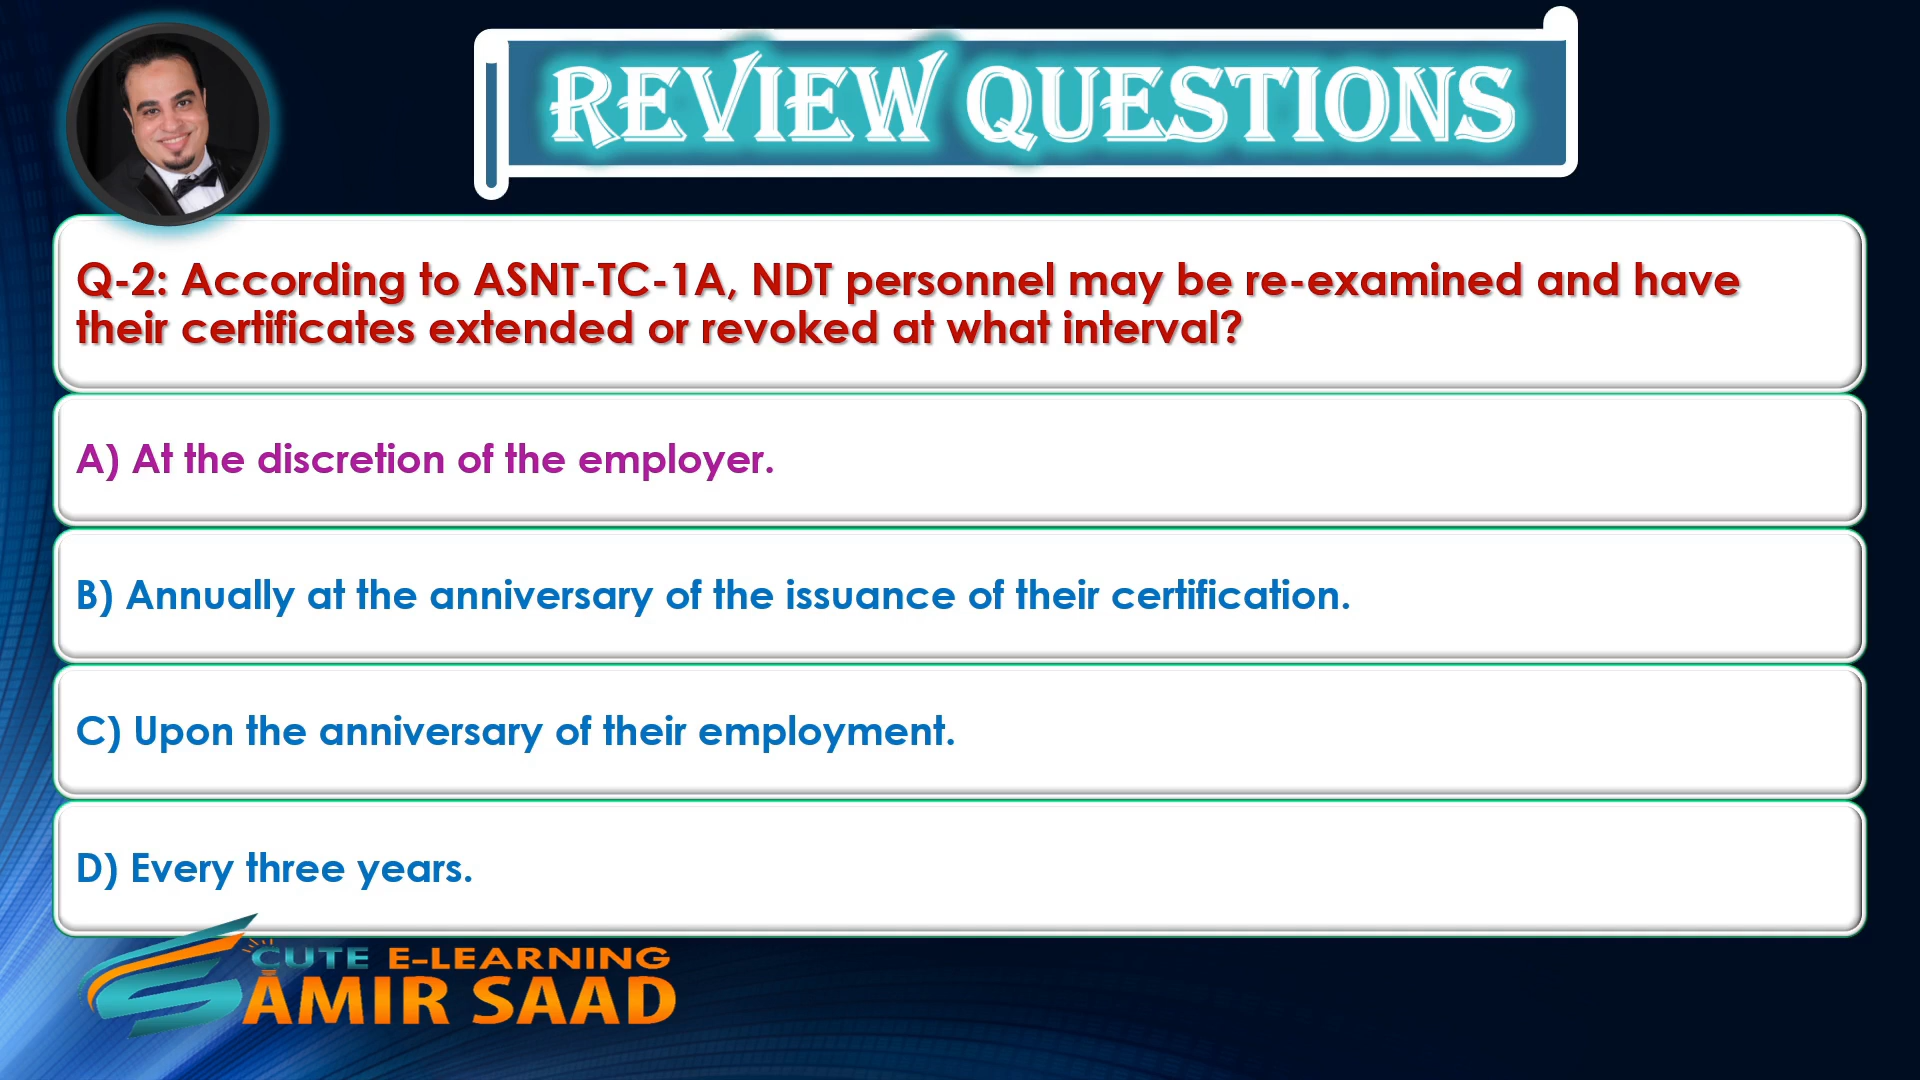 REVIEW QUESTIONS
Q-2: According to ASNT-TC-1A, NDT personnel may be re-examined and have
their certificates extended or revoked at what interval?
A) At the discretion of the employer.
B) Annually at the anniversary of the issuance of their certification.
C) Upon the anniversary of their employment.
D) Every three years.
CUTE E-LEARNING
AMIR SAAD